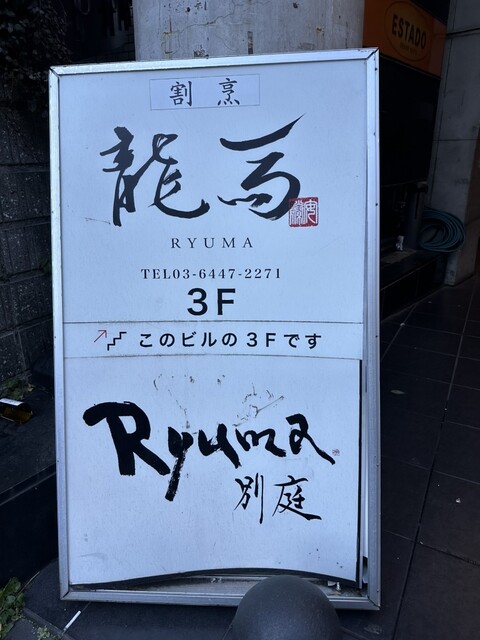 ESTADO
割烹
龍馬
RYUMA
TEL03-6447-2271
3F
このビルの3Fです
Ryuma
別庭